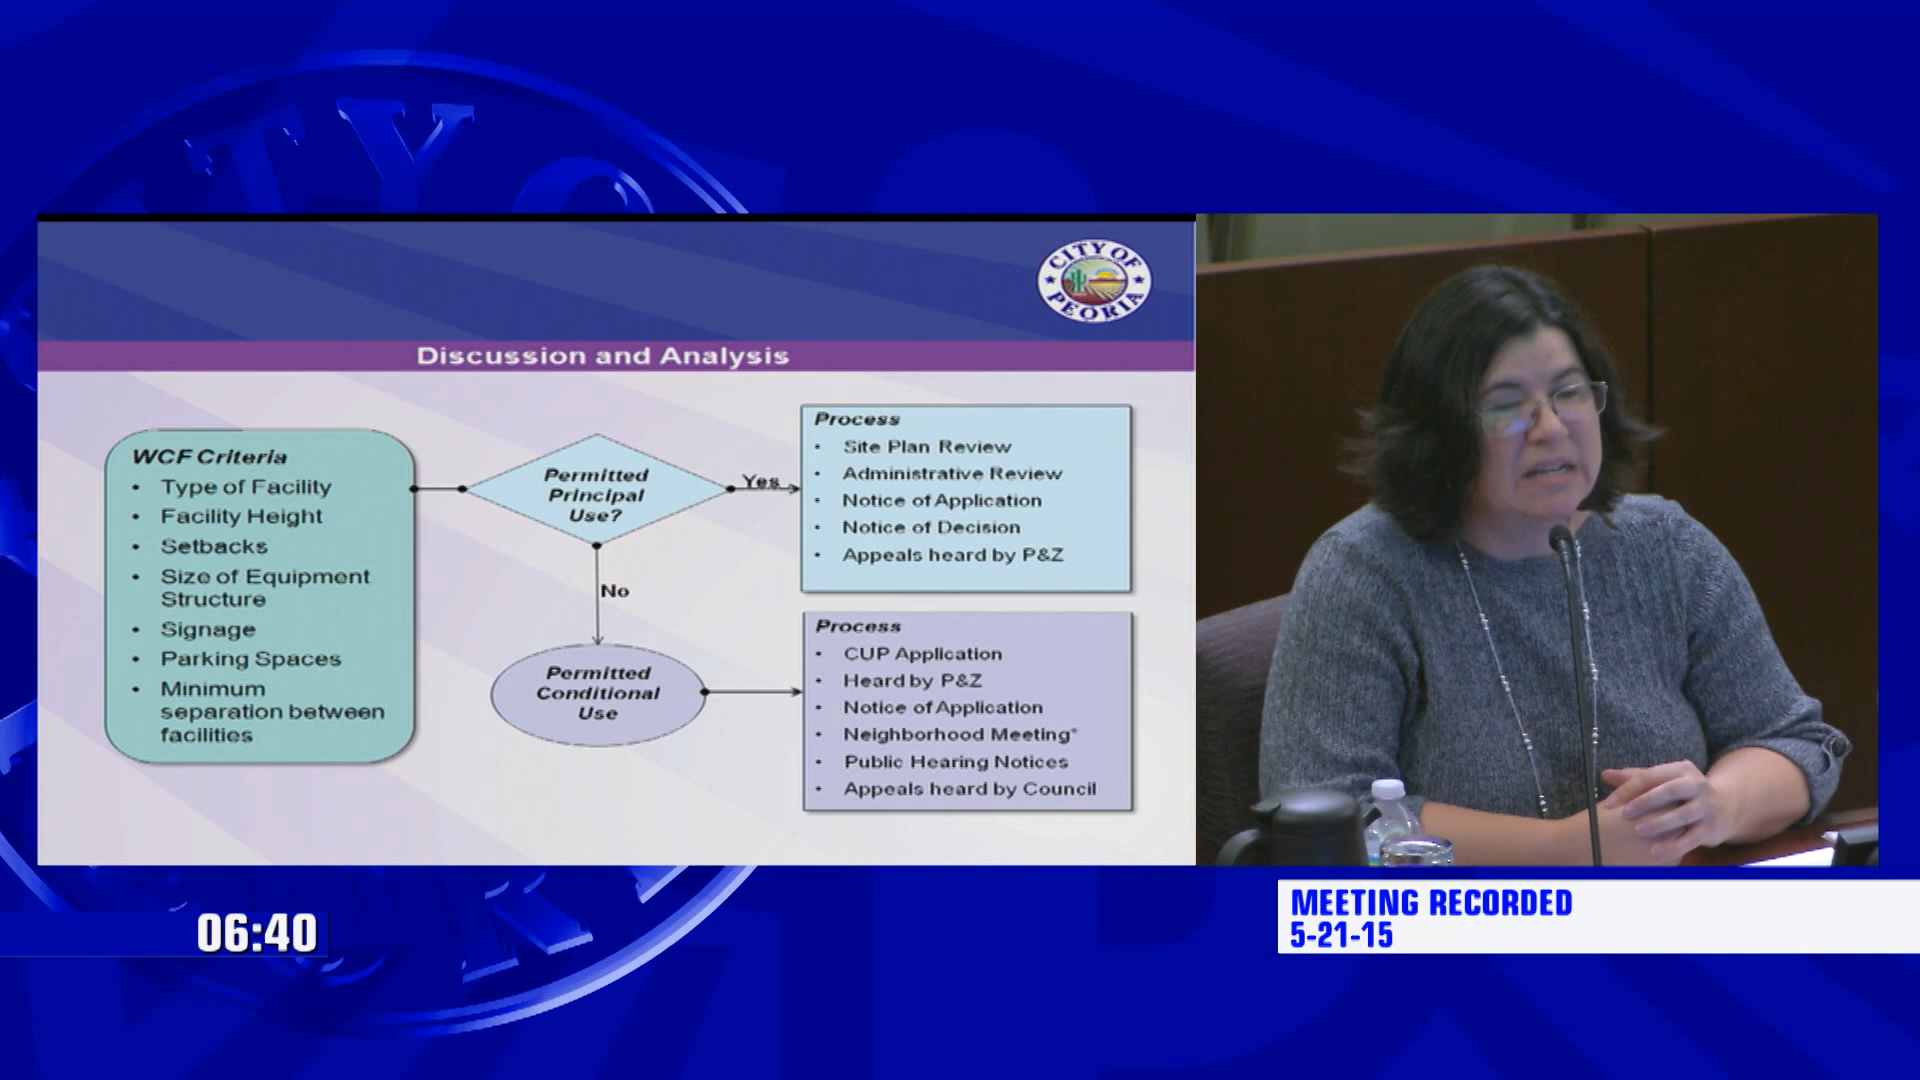 TY O
CITY OF
PEORIA
Discussion and Analysis
WCF Criteria
• Type of Facility
• Facility Height
• Setbacks
• Size of Equipment
Structure
• Signage
• Parking Spaces
• Minimum
separation between
facilities
Permitted
Principal
Use?
Yes
No
Permitted
Conditional
Use
Process
• Site Plan Review
• Administrative Review
• Notice of Application
• Notice of Decision
• Appeals heard by P&Z
Process
• CUP Application
• Heard by P&Z
• Notice of Application
• Neighborhood Meeting*
• Public Hearing Notices
• Appeals heard by Council
06:40
MEETING RECORDED
5-21-15